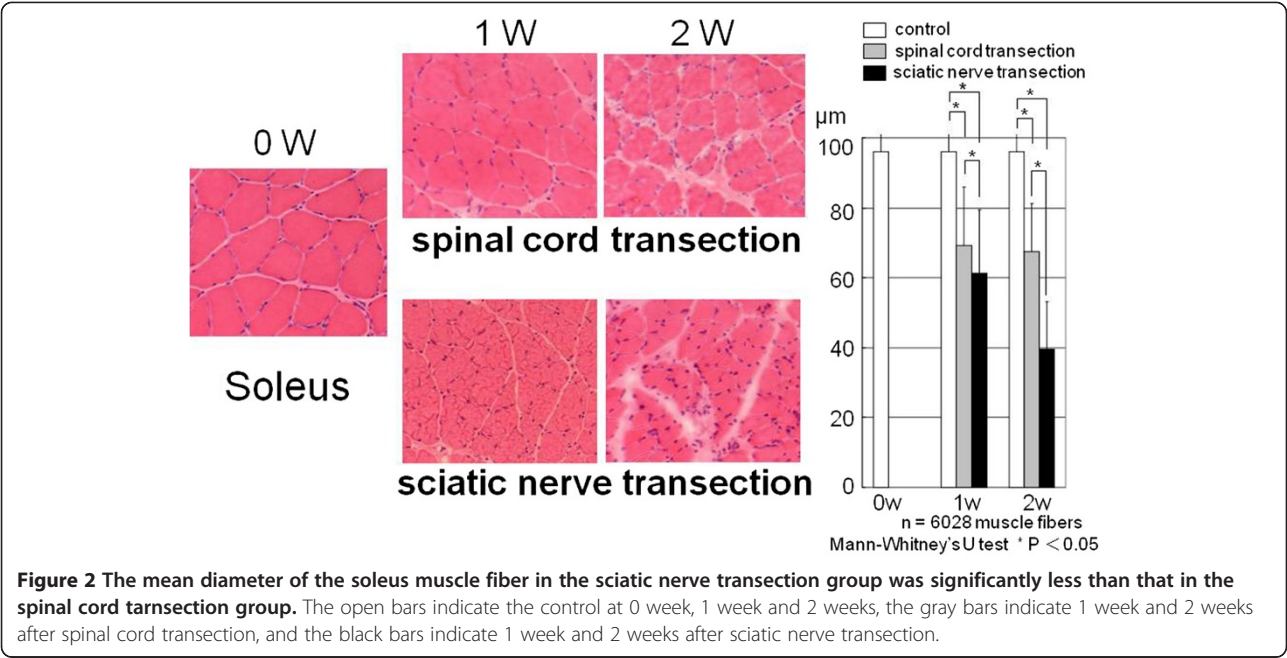 1 W 2 W
0 W
spinal cord transection
Soleus
sciatic nerve transection
control
spinal cord transection
sciatic nerve transection
* * * *
* *
µm
100
80
60
40
20
0
0w 1w 2w
n = 6028 muscle fibers
Mann-Whitney's U test * P < 0.05
Figure 2 The mean diameter of the soleus muscle fiber in the sciatic nerve transection group was significantly less than that in the
spinal cord tarnsection group. The open bars indicate the control at 0 week, 1 week and 2 weeks, the gray bars indicate 1 week and 2 weeks
after spinal cord transection, and the black bars indicate 1 week and 2 weeks after sciatic nerve transection.